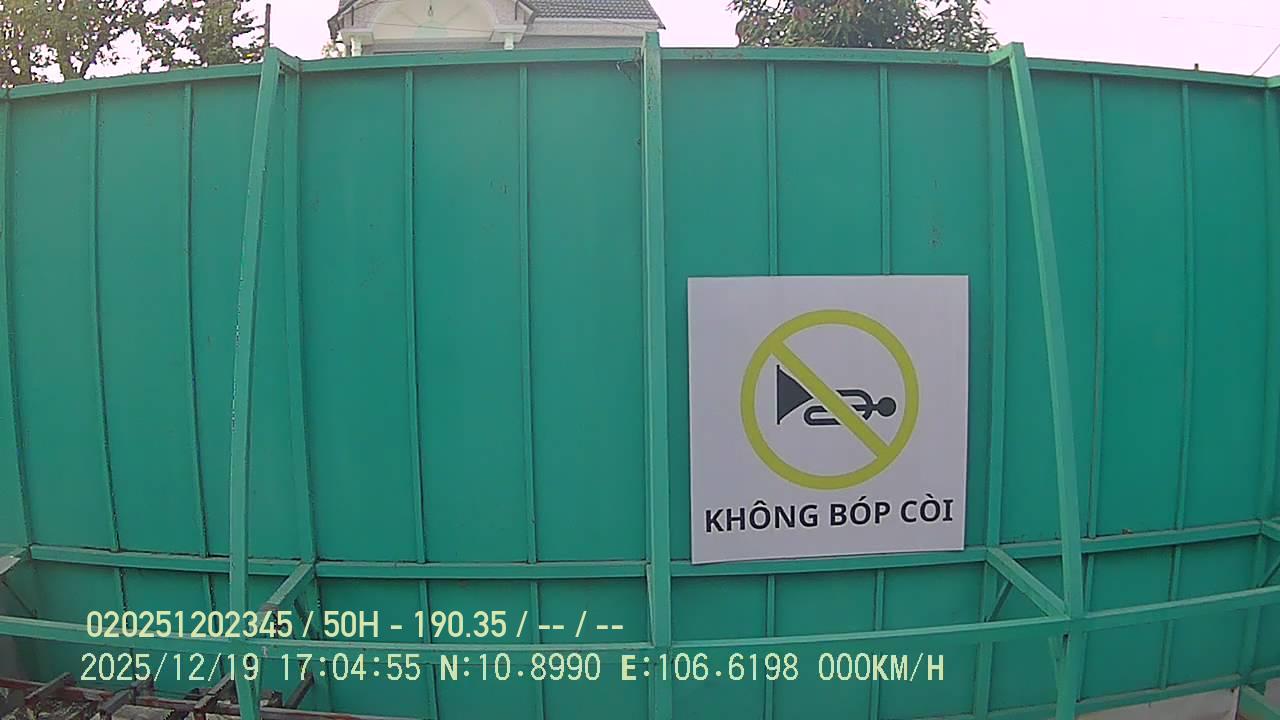 KHÔNG BÓP CÒI
020251202345 / 50H - 190.35 / -- / --
2025/12/19 17:04:55 N:10.8990 E:106.6198 000KM/H